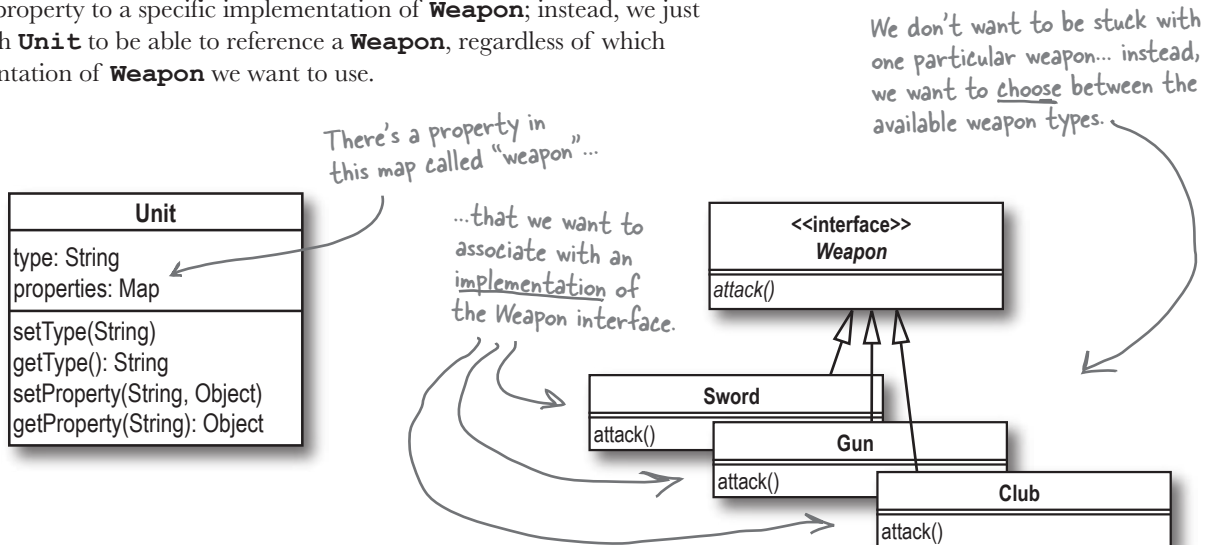 property to a specific implementation of Weapon; instead, we just
Unit to be able to reference a Weapon, regardless of which
of Weapon we want to use.
We don't want to be stuck with
one particular weapon... instead,
we want to choose between the
available weapon types.
There's a property in
this map called "weapon"...
...that we want to
associate with an
implementation of
the Weapon interface.
Unit
type: String
properties: Map
setType(String)
getType(): String
setProperty(String, Object)
getProperty(String): Object
<<interface>>
Weapon
attack()
Sword
attack()
Gun
attack()
Club
attack()